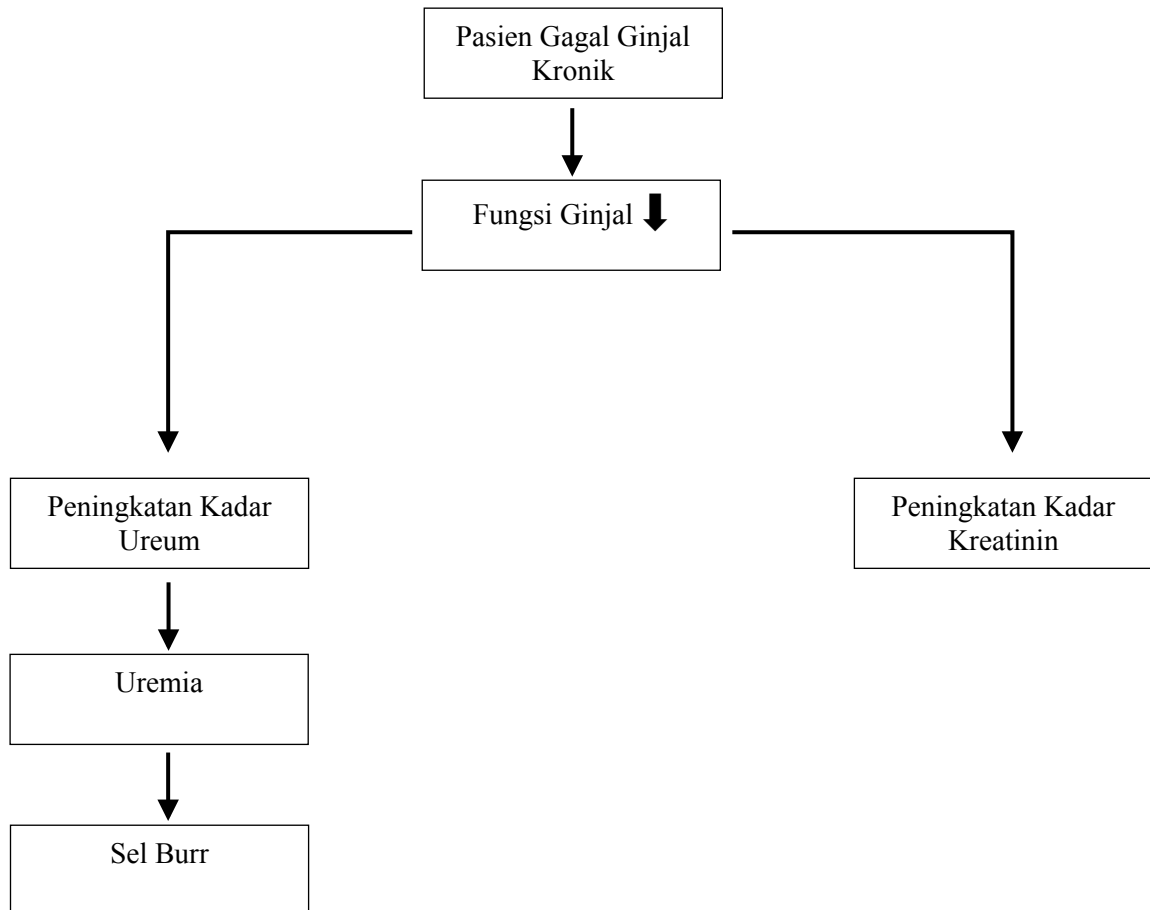 Pasien Gagal Ginjal
Kronik
Fungsi Ginjal
Peningkatan Kadar
Ureum
Peningkatan Kadar
Kreatinin
Uremia
Sel Burr